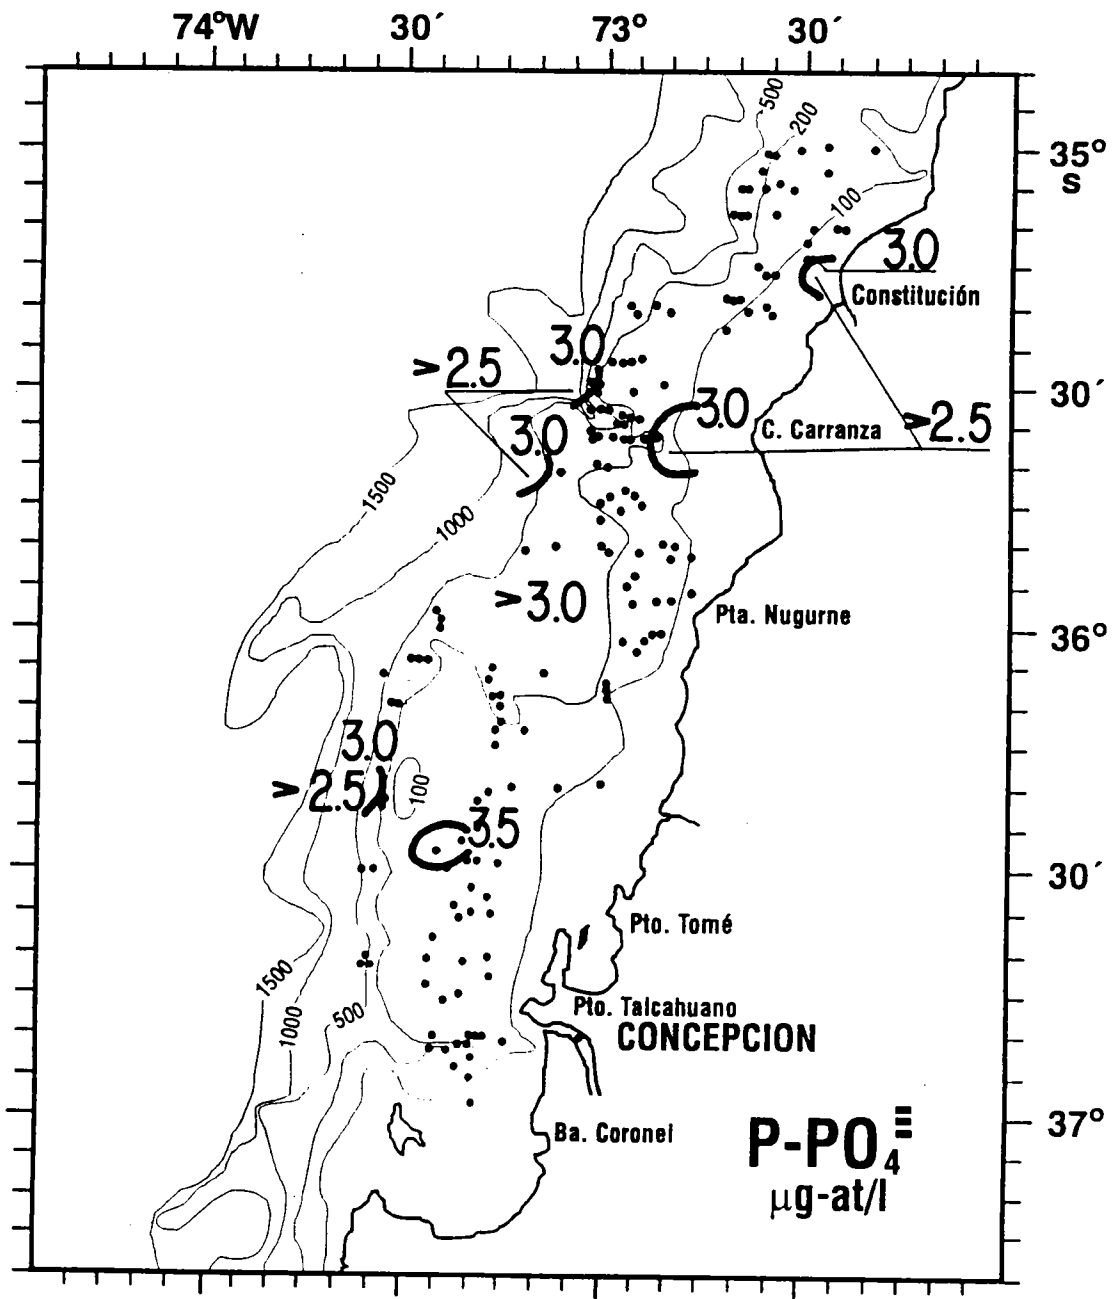 74°W 30´ 73° 30´
500
200
35°
S
100
3.0
Constitución
3.0
> 2.5
30´
3.0
C. Carranza
> 2.5
3.0
1500
1000
> 3.0
Pta. Nugurne
36°
3.0
> 2.5
100
3.5
30´
Pto. Tomé
1500
Pto. Talcahuano
500
1000
CONCEPCION
37°
P-PO₄≡
Ba. Coronel
µg-at/l